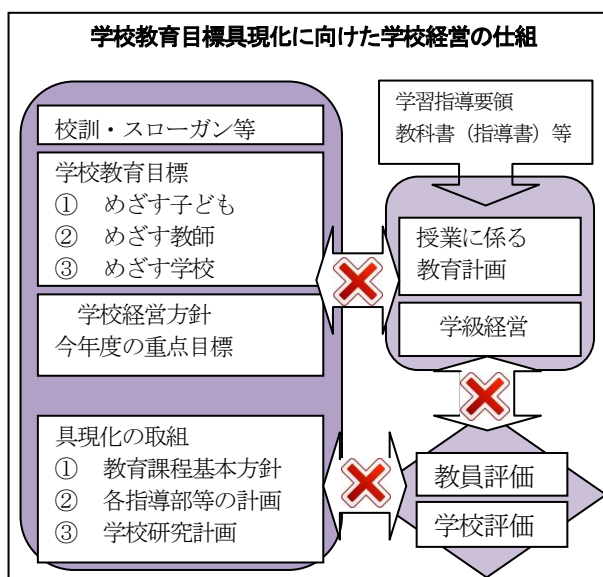 学校教育目標具現化に向けた学校経営の仕組
校訓・スローガン等
学校教育目標
① めざす子ども
② めざす教師
③ めざす学校
学校経営方針
今年度の重点目標
具現化の取組
① 教育課程基本方針
② 各指導部等の計画
③ 学校研究計画
学習指導要領
教科書（指導書）等
授業に係る
教育計画
学級経営
教員評価
学校評価